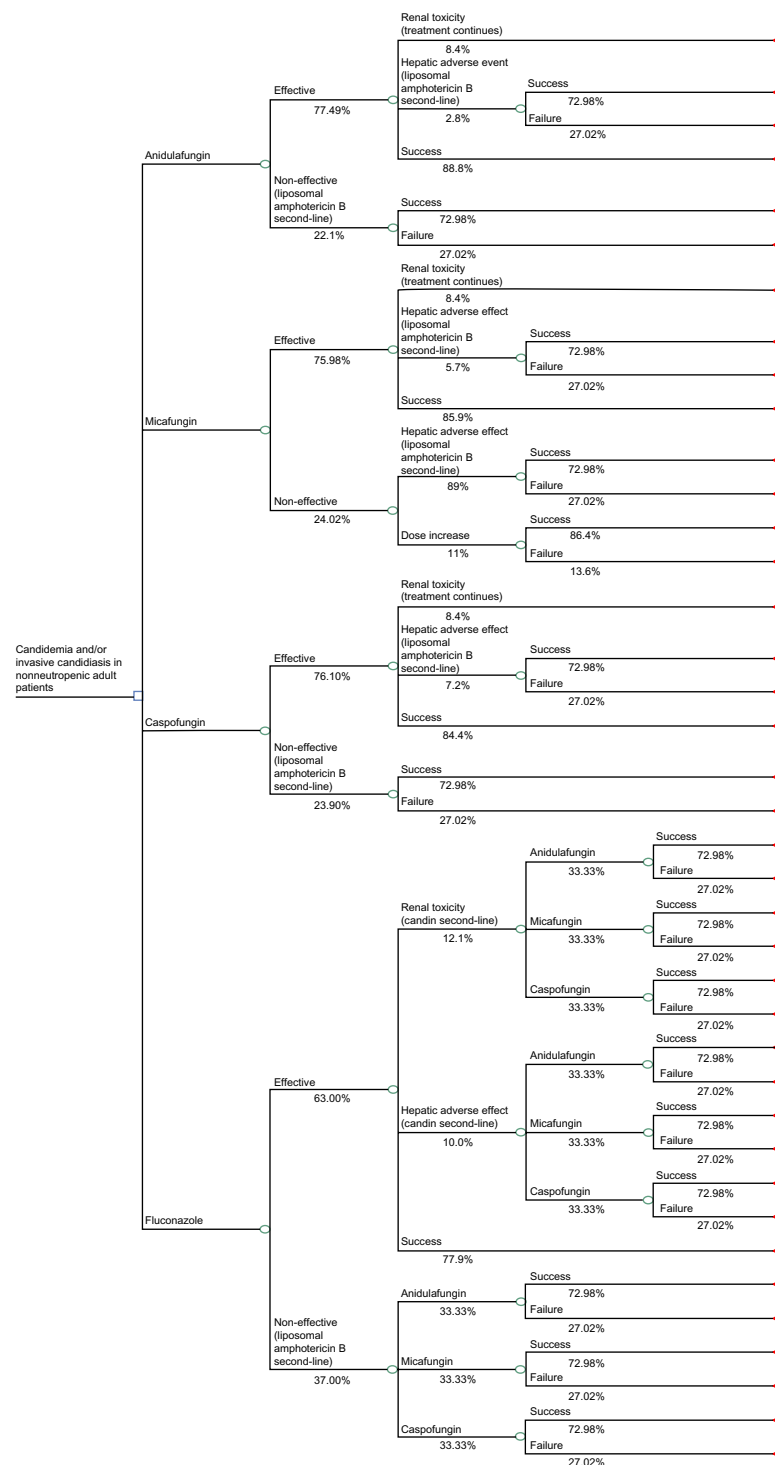 Renal toxicity
(treatment continues)
8.4%
Hepatic adverse event
(liposomal
amphotericin B
second-line)
2.8%
Success
72.98%
Failure
27.02%
Effective
77.49%
Success
88.8%
Anidulafungin
Non-effective
(liposomal
amphotericin B
second-line)
22.1%
Success
72.98%
Failure
27.02%
Renal toxicity
(treatment continues)
8.4%
Hepatic adverse effect
(liposomal
amphotericin B
second-line)
5.7%
Success
72.98%
Failure
27.02%
Effective
75.98%
Success
85.9%
Micafungin
Hepatic adverse effect
(liposomal
amphotericin B
second-line)
89%
Success
72.98%
Failure
27.02%
Non-effective
24.02%
Dose increase
11%
Success
86.4%
Failure
13.6%
Renal toxicity
(treatment continues)
8.4%
Hepatic adverse effect
(liposomal
amphotericin B
second-line)
7.2%
Success
72.98%
Failure
27.02%
Candidemia and/or
invasive candidiasis in
nonneutropenic adult
patients
Effective
76.10%
Success
84.4%
Caspofungin
Non-effective
(liposomal
amphotericin B
second-line)
23.90%
Success
72.98%
Failure
27.02%
Anidulafungin
33.33%
Success
72.98%
Failure
27.02%
Renal toxicity
(candin second-line)
12.1%
Micafungin
33.33%
Success
72.98%
Failure
27.02%
Caspofungin
33.33%
Success
72.98%
Failure
27.02%
Anidulafungin
33.33%
Success
72.98%
Failure
27.02%
Effective
63.00%
Hepatic adverse effect
(candin second-line)
10.0%
Micafungin
33.33%
Success
72.98%
Failure
27.02%
Caspofungin
33.33%
Success
72.98%
Failure
27.02%
Fluconazole
Success
77.9%
Anidulafungin
33.33%
Success
72.98%
Failure
27.02%
Non-effective
(liposomal
amphotericin B
second-line)
37.00%
Micafungin
33.33%
Success
72.98%
Failure
27.02%
Caspofungin
33.33%
Success
72.98%
Failure
27.02%